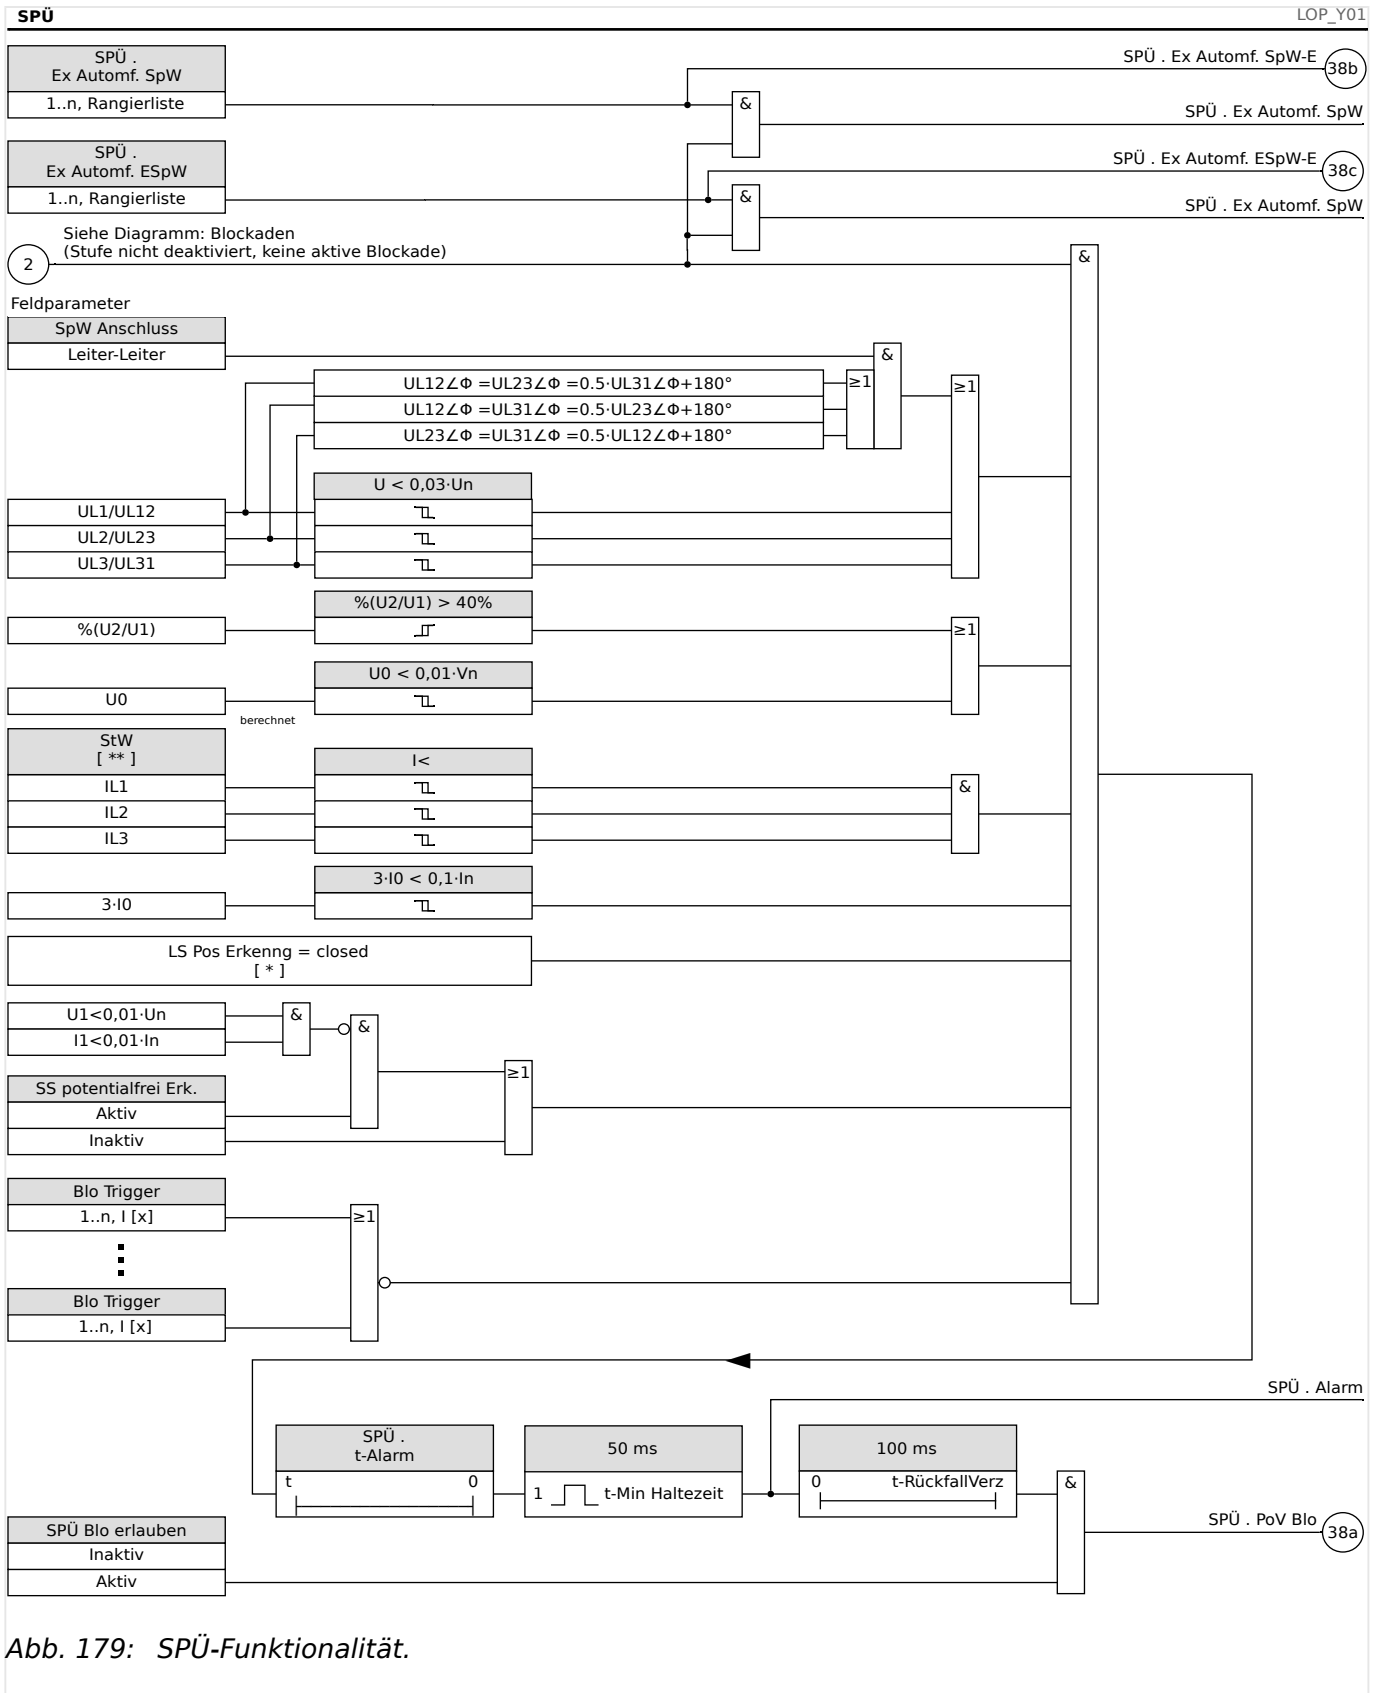 SPÜ
LOP_Y01
SPÜ .
Ex Automf. SpW
1..n, Rangierliste
SPÜ . Ex Automf. SpW-E
38b
&
SPÜ . Ex Automf. SpW
SPÜ .
Ex Automf. ESpW
1..n, Rangierliste
SPÜ . Ex Automf. ESpW-E
38c
&
SPÜ . Ex Automf. SpW
Siehe Diagramm: Blockaden
(Stufe nicht deaktiviert, keine aktive Blockade)
2
&
Feldparameter
SpW Anschluss
Leiter-Leiter
&
UL12∠Φ =UL23∠Φ =0.5·UL31∠Φ+180°
≥1
≥1
UL12∠Φ =UL31∠Φ =0.5·UL23∠Φ+180°
UL23∠Φ =UL31∠Φ =0.5·UL12∠Φ+180°
U < 0,03·Un
UL1/UL12
UL2/UL23
UL3/UL31
%(U2/U1) > 40%
%(U2/U1)
≥1
U0 < 0,01·Vn
U0
berechnet
StW
[ ** ]
I<
IL1
&
IL2
IL3
3·I0 < 0,1·In
3·I0
LS Pos Erkenng = closed
[ * ]
U1<0,01·Un
&
&
I1<0,01·In
≥1
SS potentialfrei Erk.
Aktiv
Inaktiv
Blo Trigger
1..n, I [x]
≥1
Blo Trigger
1..n, I [x]
SPÜ . Alarm
SPÜ .
t-Alarm
50 ms
100 ms
t
0
1
t-Min Haltezeit
0
t-RückfallVerz
&
SPÜ . PoV Blo
38a
SPÜ Blo erlauben
Inaktiv
Aktiv
Abb. 179: SPÜ-Funktionalität.